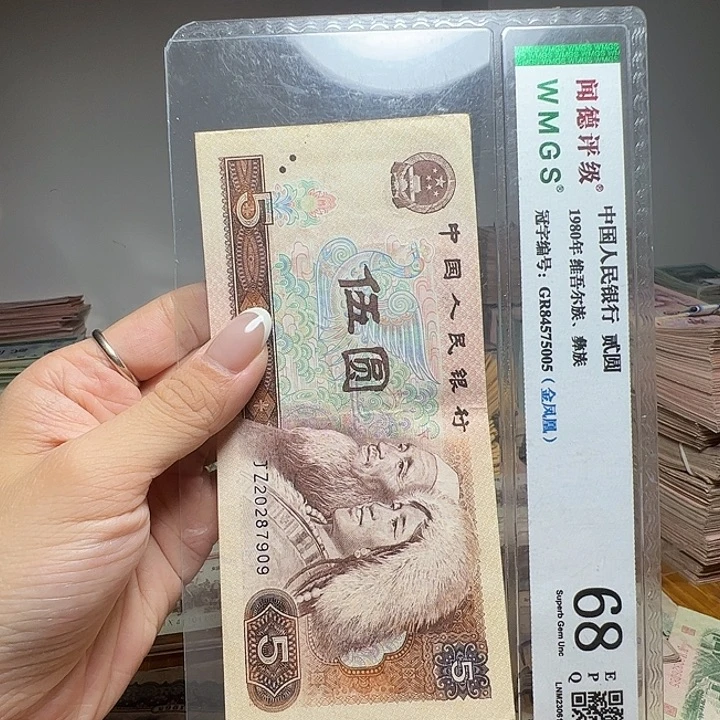 闻德评级®
WMGS®
中国人民银行 贰圆
1980年 维吾尔族、彝族
冠字编号: GR84575005 (金凤凰)
68
EPQ
Superb Gem Unc
中国人民银行
伍圆
5
JZ20287909
5
5